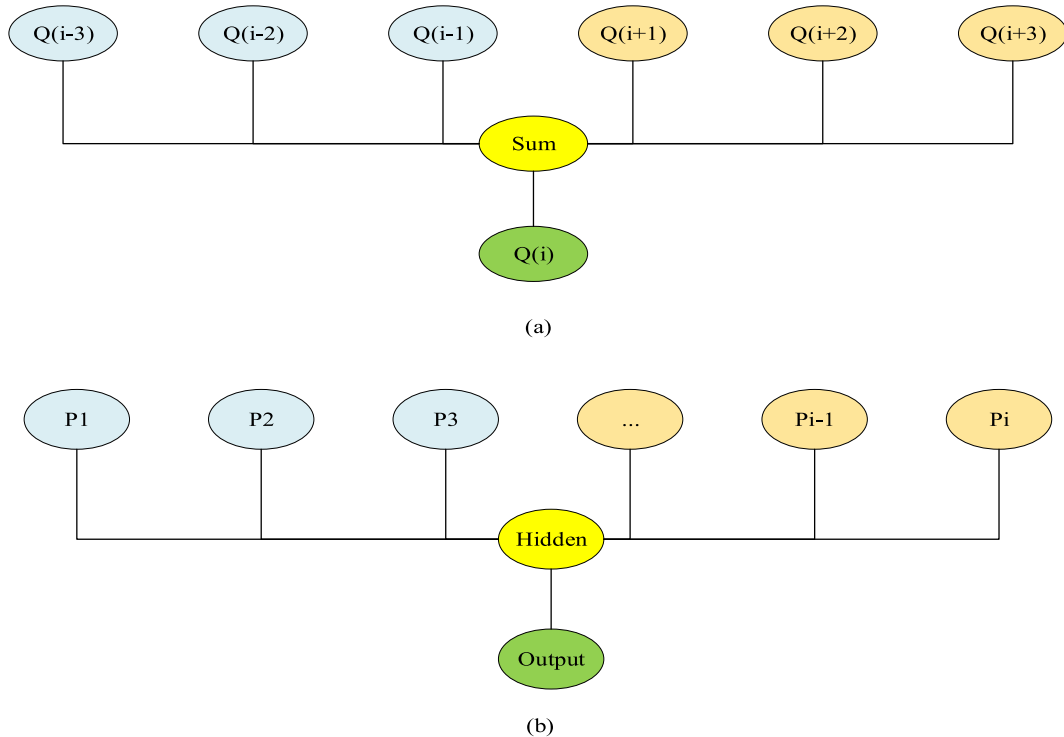 Q(i-3) Q(i-2) Q(i-1) Q(i+1) Q(i+2) Q(i+3)
Sum
Q(i)
(a)
P1 P2 P3 ... Pi-1 Pi
Hidden
Output
(b)